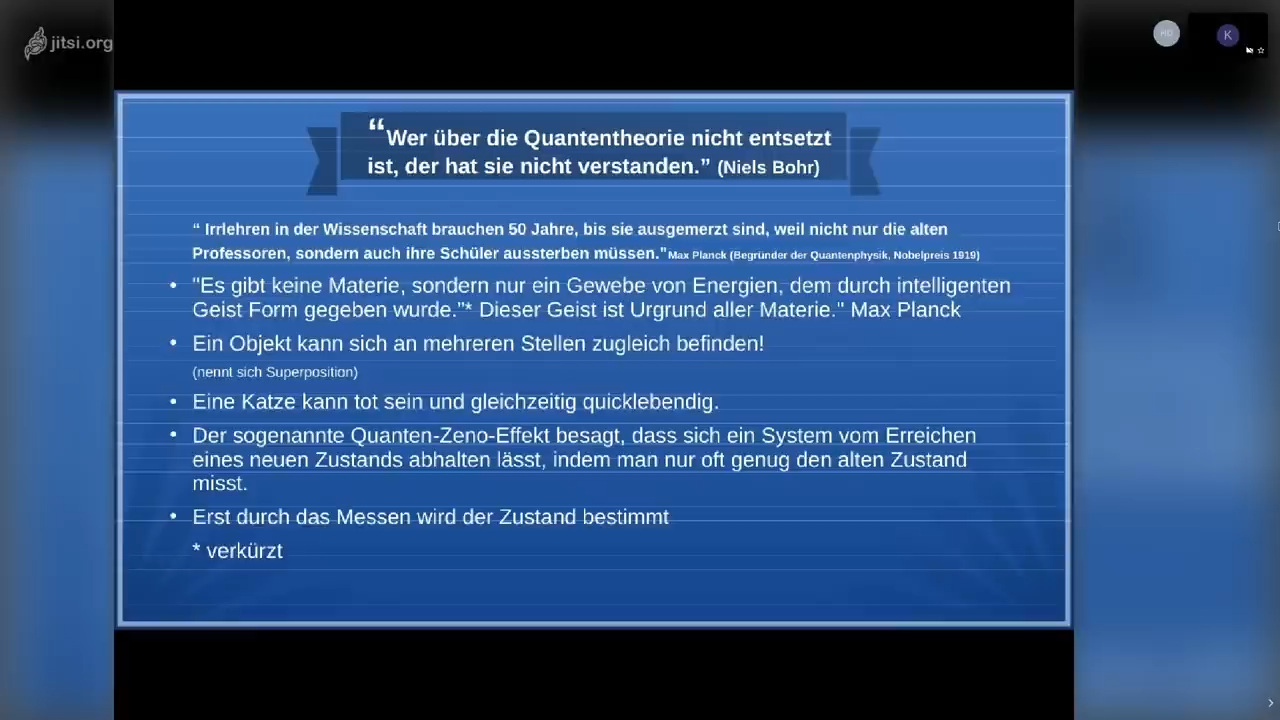 jitsi.org
HD
K
“Wer über die Quantentheorie nicht entsetzt
ist, der hat sie nicht verstanden.” (Niels Bohr)
“ Irrlehren in der Wissenschaft brauchen 50 Jahre, bis sie ausgemerzt sind, weil nicht nur die alten
Professoren, sondern auch ihre Schüler aussterben müssen." Max Planck (Begründer der Quantenphysik, Nobelpreis 1919)
• "Es gibt keine Materie, sondern nur ein Gewebe von Energien, dem durch intelligenten
Geist Form gegeben wurde.”* Dieser Geist ist Urgrund aller Materie." Max Planck
• Ein Objekt kann sich an mehreren Stellen zugleich befinden!
(nennt sich Superposition)
• Eine Katze kann tot sein und gleichzeitig quicklebendig.
• Der sogenannte Quanten-Zeno-Effekt besagt, dass sich ein System vom Erreichen
eines neuen Zustands abhalten lässt, indem man nur oft genug den alten Zustand
misst.
• Erst durch das Messen wird der Zustand bestimmt
* verkürzt